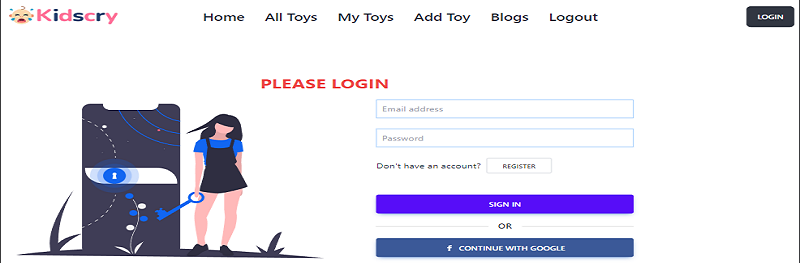 Kidscry Home All Toys My Toys Add Toy Blogs Logout LOGIN
PLEASE LOGIN
Email address
Password
Don't have an account? REGISTER
SIGN IN
OR
f CONTINUE WITH GOOGLE